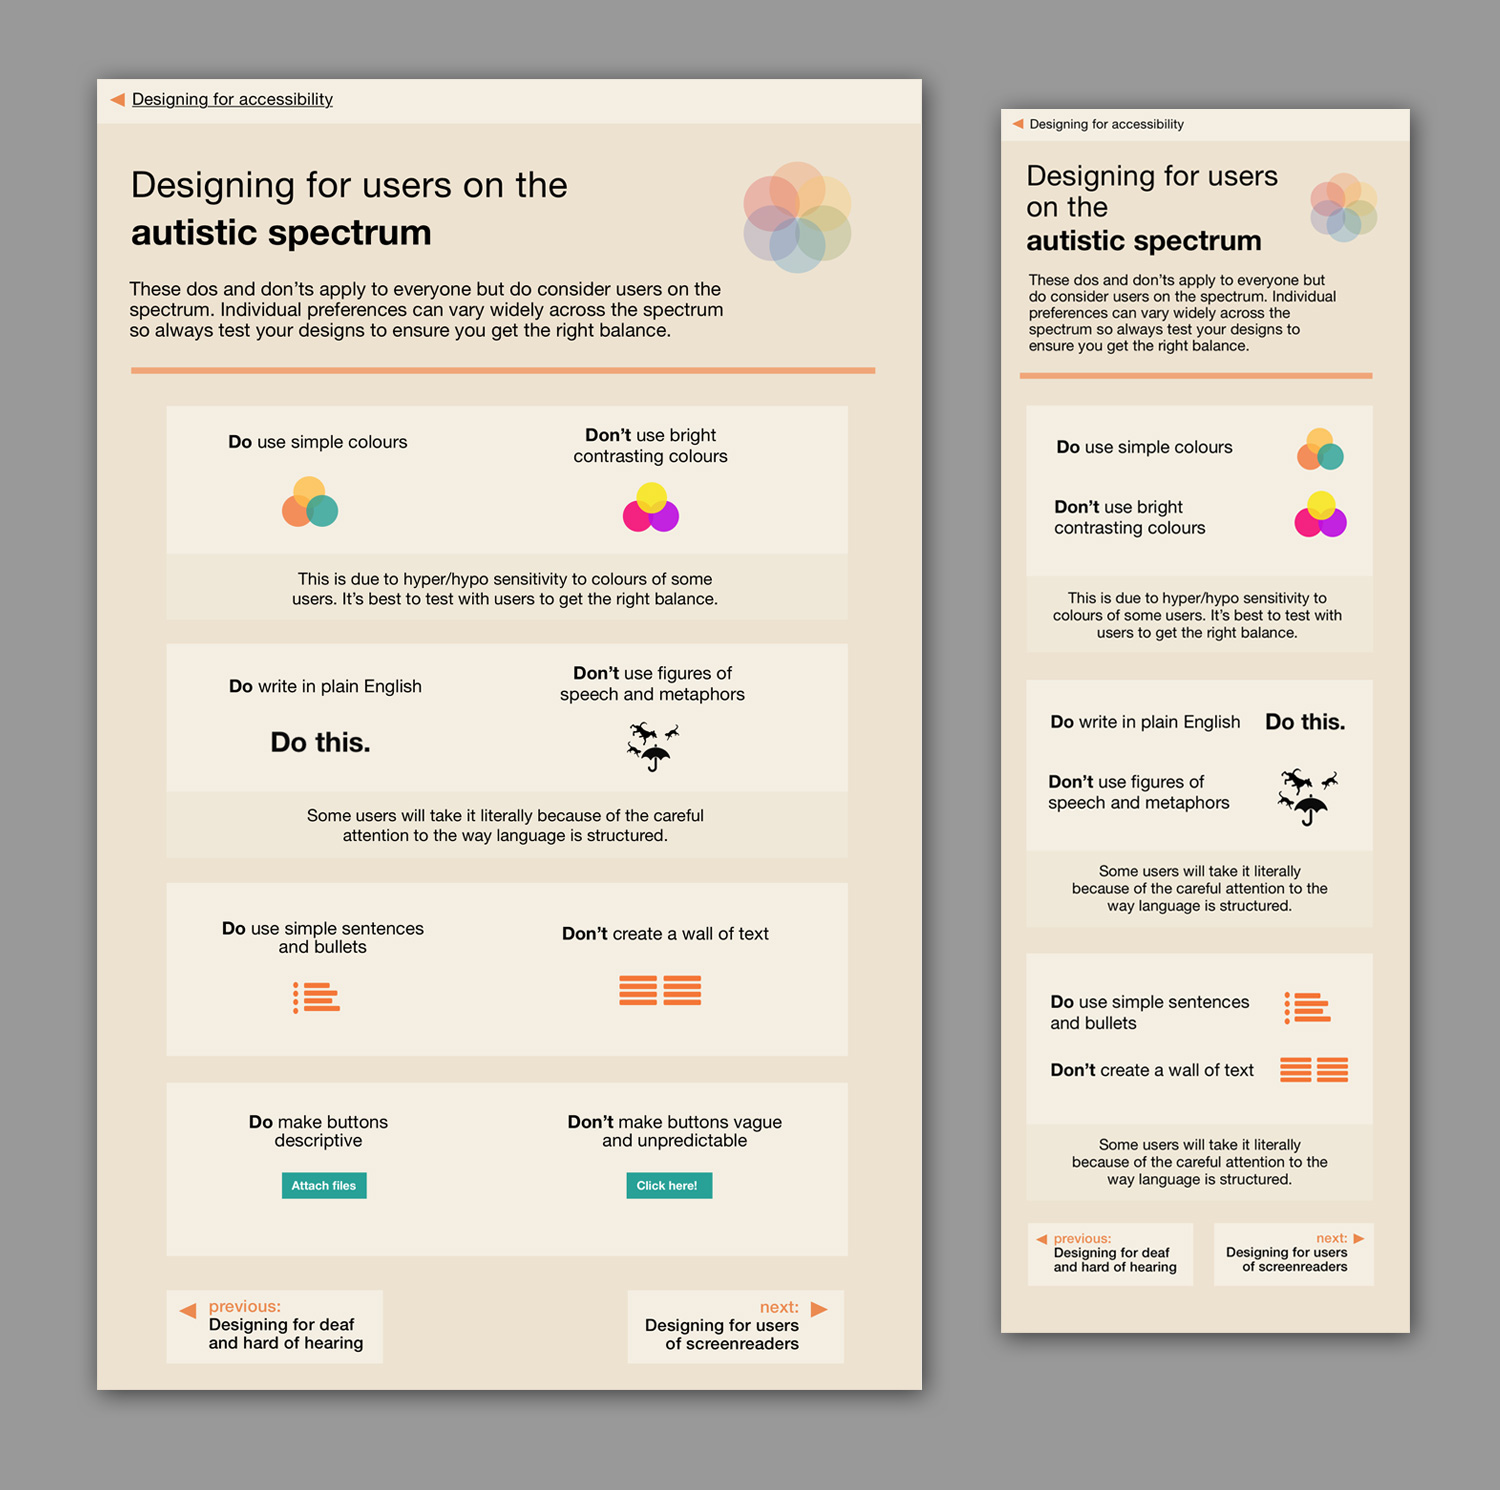 Designing for accessibility
Designing for users on the
autistic spectrum
These dos and don’ts apply to everyone but do consider users on the
spectrum. Individual preferences can vary widely across the spectrum
so always test your designs to ensure you get the right balance.
Do use simple colours
Don’t use bright
contrasting colours
This is due to hyper/hypo sensitivity to colours of some
users. It’s best to test with users to get the right balance.
Do write in plain English
Do this.
Don’t use figures of
speech and metaphors
Some users will take it literally because of the careful
attention to the way language is structured.
Do use simple sentences
and bullets
Don’t create a wall of text
Do make buttons
descriptive
Attach files
Don’t make buttons vague
and unpredictable
Click here!
previous:
Designing for deaf
and hard of hearing
next:
Designing for users
of screenreaders
Designing for accessibility
Designing for users
on the
autistic spectrum
These dos and don’ts apply to everyone but
do consider users on the spectrum. Individual
preferences can vary widely across the
spectrum so always test your designs to
ensure you get the right balance.
Do use simple colours
Don’t use bright
contrasting colours
This is due to hyper/hypo sensitivity to
colours of some users. It’s best to test with
users to get the right balance.
Do write in plain English
Do this.
Don’t use figures of
speech and metaphors
Some users will take it literally
because of the careful attention to the
way language is structured.
Do use simple sentences
and bullets
Don’t create a wall of text
Some users will take it literally
because of the careful attention to the
way language is structured.
previous:
Designing for deaf
and hard of hearing
next:
Designing for users
of screenreaders